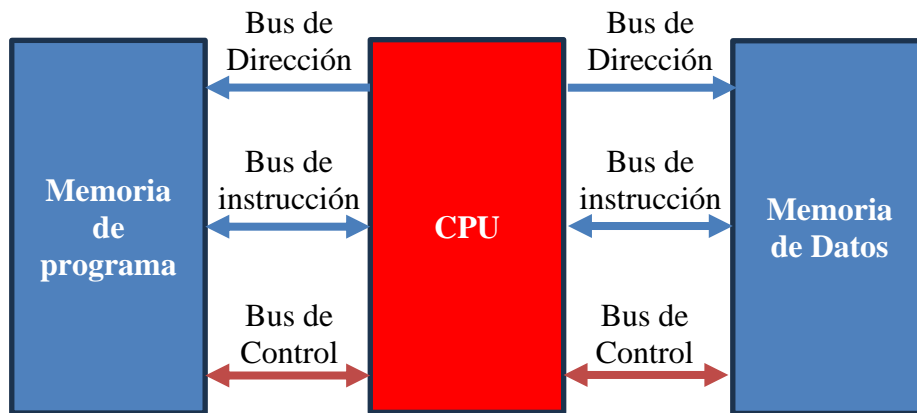 Bus de
Dirección
Bus de
Dirección
Bus de
instrucción
Bus de
instrucción
Memoria
de
programa
CPU
Memoria
de Datos
Bus de
Control
Bus de
Control